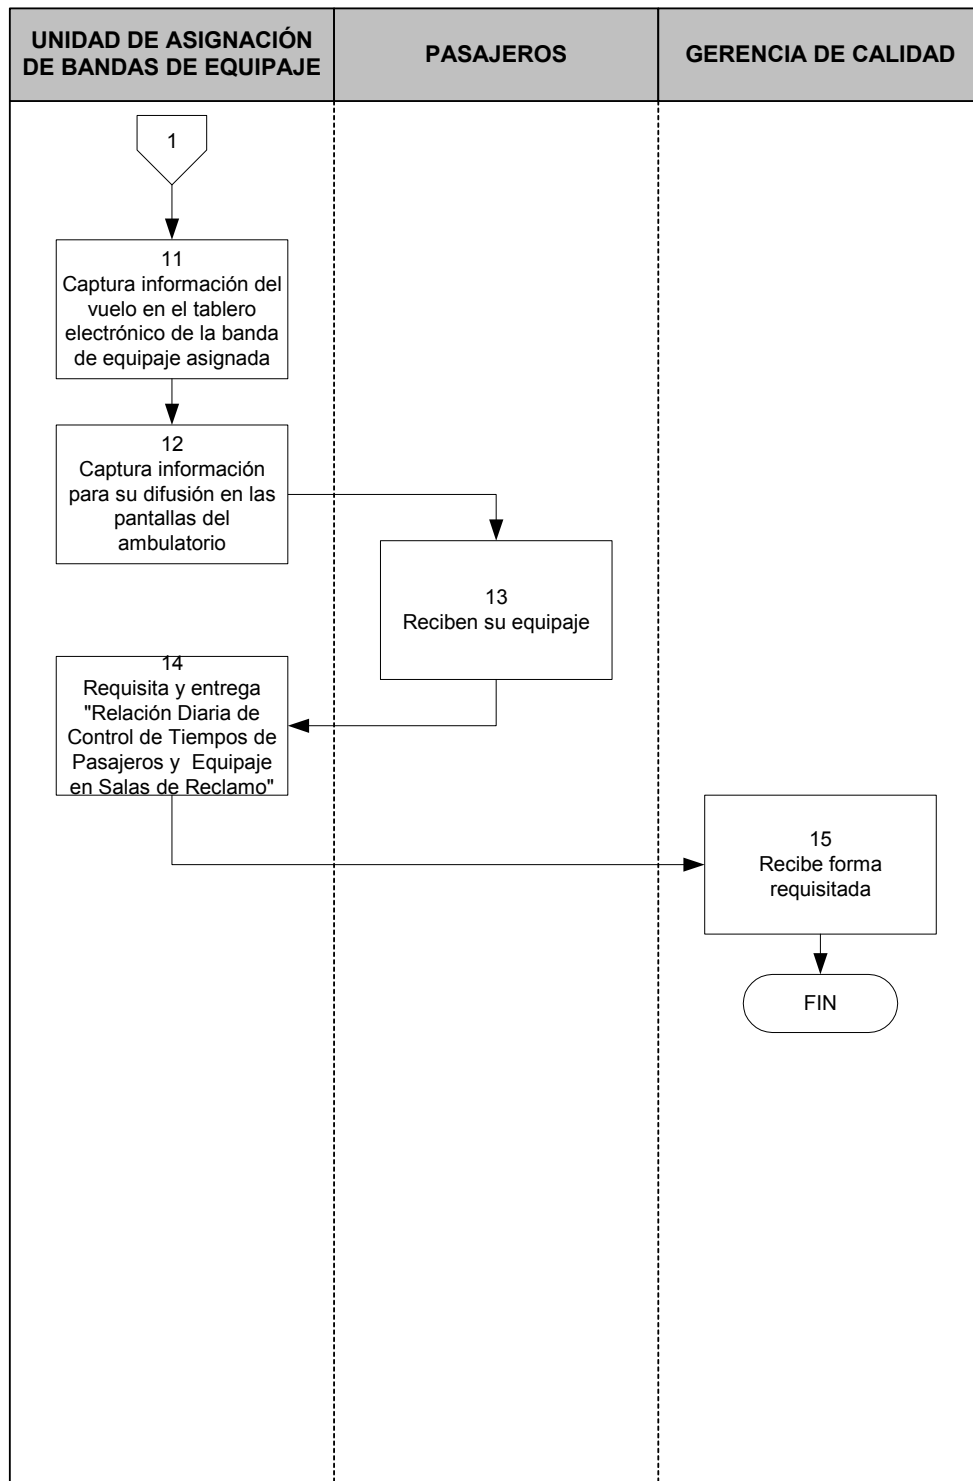 UNIDAD DE ASIGNACIÓN
DE BANDAS DE EQUIPAJE
PASAJEROS
GERENCIA DE CALIDAD
1
11
Captura información del
vuelo en el tablero
electrónico de la banda
de equipaje asignada
12
Captura información
para su difusión en las
pantallas del
ambulatorio
13
Reciben su equipaje
14
Requisita y entrega
"Relación Diaria de
Control de Tiempos de
Pasajeros y  Equipaje
en Salas de Reclamo"
15
Recibe forma
requisitada
FIN